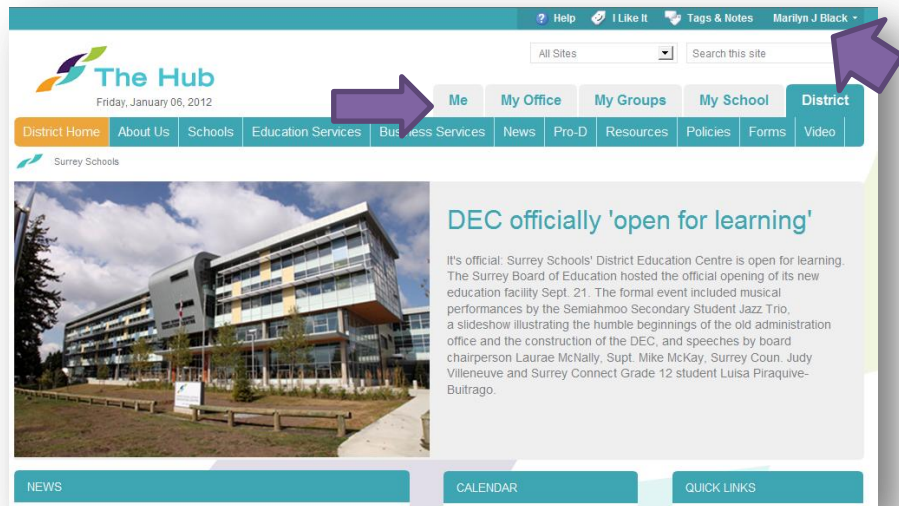 Help I Like It Tags & Notes Marilyn J Black
All Sites Search this site
The Hub
Friday, January 06, 2012
Me My Office My Groups My School District
District Home About Us Schools Education Services Business Services News Pro-D Resources Policies Forms Video
Surrey Schools
DEC officially 'open for learning'
It's official: Surrey Schools' District Education Centre is open for learning.
The Surrey Board of Education hosted the official opening of its new
education facility Sept. 21. The formal event included musical
performances by the Semiahmoo Secondary Student Jazz Trio,
a slideshow illustrating the humble beginnings of the old administration
office and the construction of the DEC, and speeches by board
chairperson Laurae McNally, Supt. Mike McKay, Surrey Coun. Judy
Villeneuve and Surrey Connect Grade 12 student Luisa Piraquive-
Buitrago.
NEWS CALENDAR QUICK LINKS